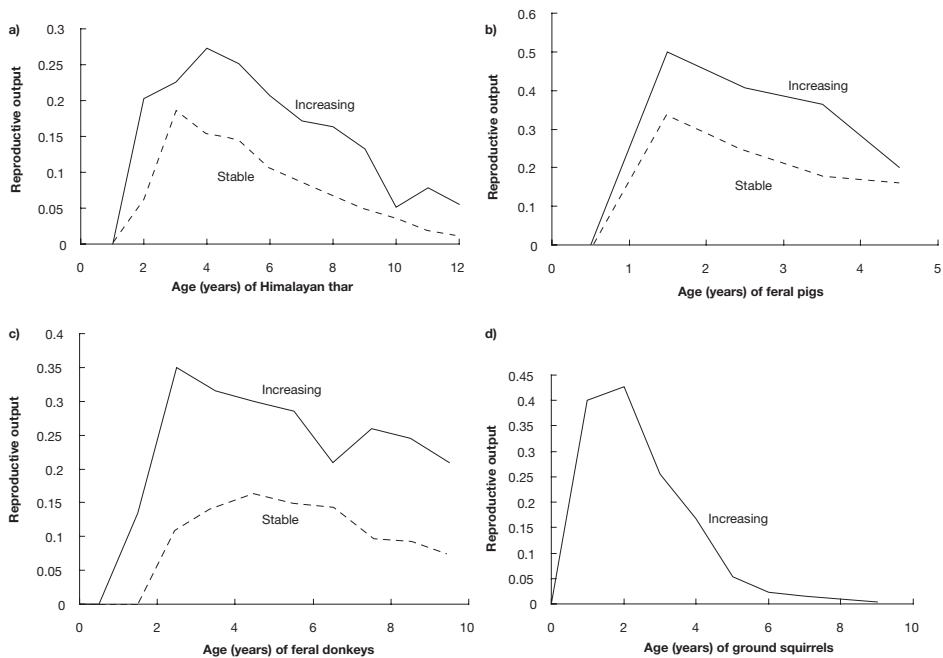 a)
0.3
0.25
0.2
0.15
0.1
0.05
0
Reproductive output
Increasing
Stable
0 2 4 6 8 10 12
Age (years) of Himalayan thar
b)
0.6
0.5
0.4
0.3
0.2
0.1
0
Reproductive output
Increasing
Stable
0 1 2 3 4 5
Age (years) of feral pigs
c)
0.4
0.35
0.3
0.25
0.2
0.15
0.1
0.05
0
Reproductive output
Increasing
Stable
0 2 4 6 8 10
Age (years) of feral donkeys
d)
0.45
0.4
0.35
0.3
0.25
0.2
0.15
0.1
0.05
0
Reproductive output
Increasing
0 2 4 6 8 10
Age (years) of ground squirrels